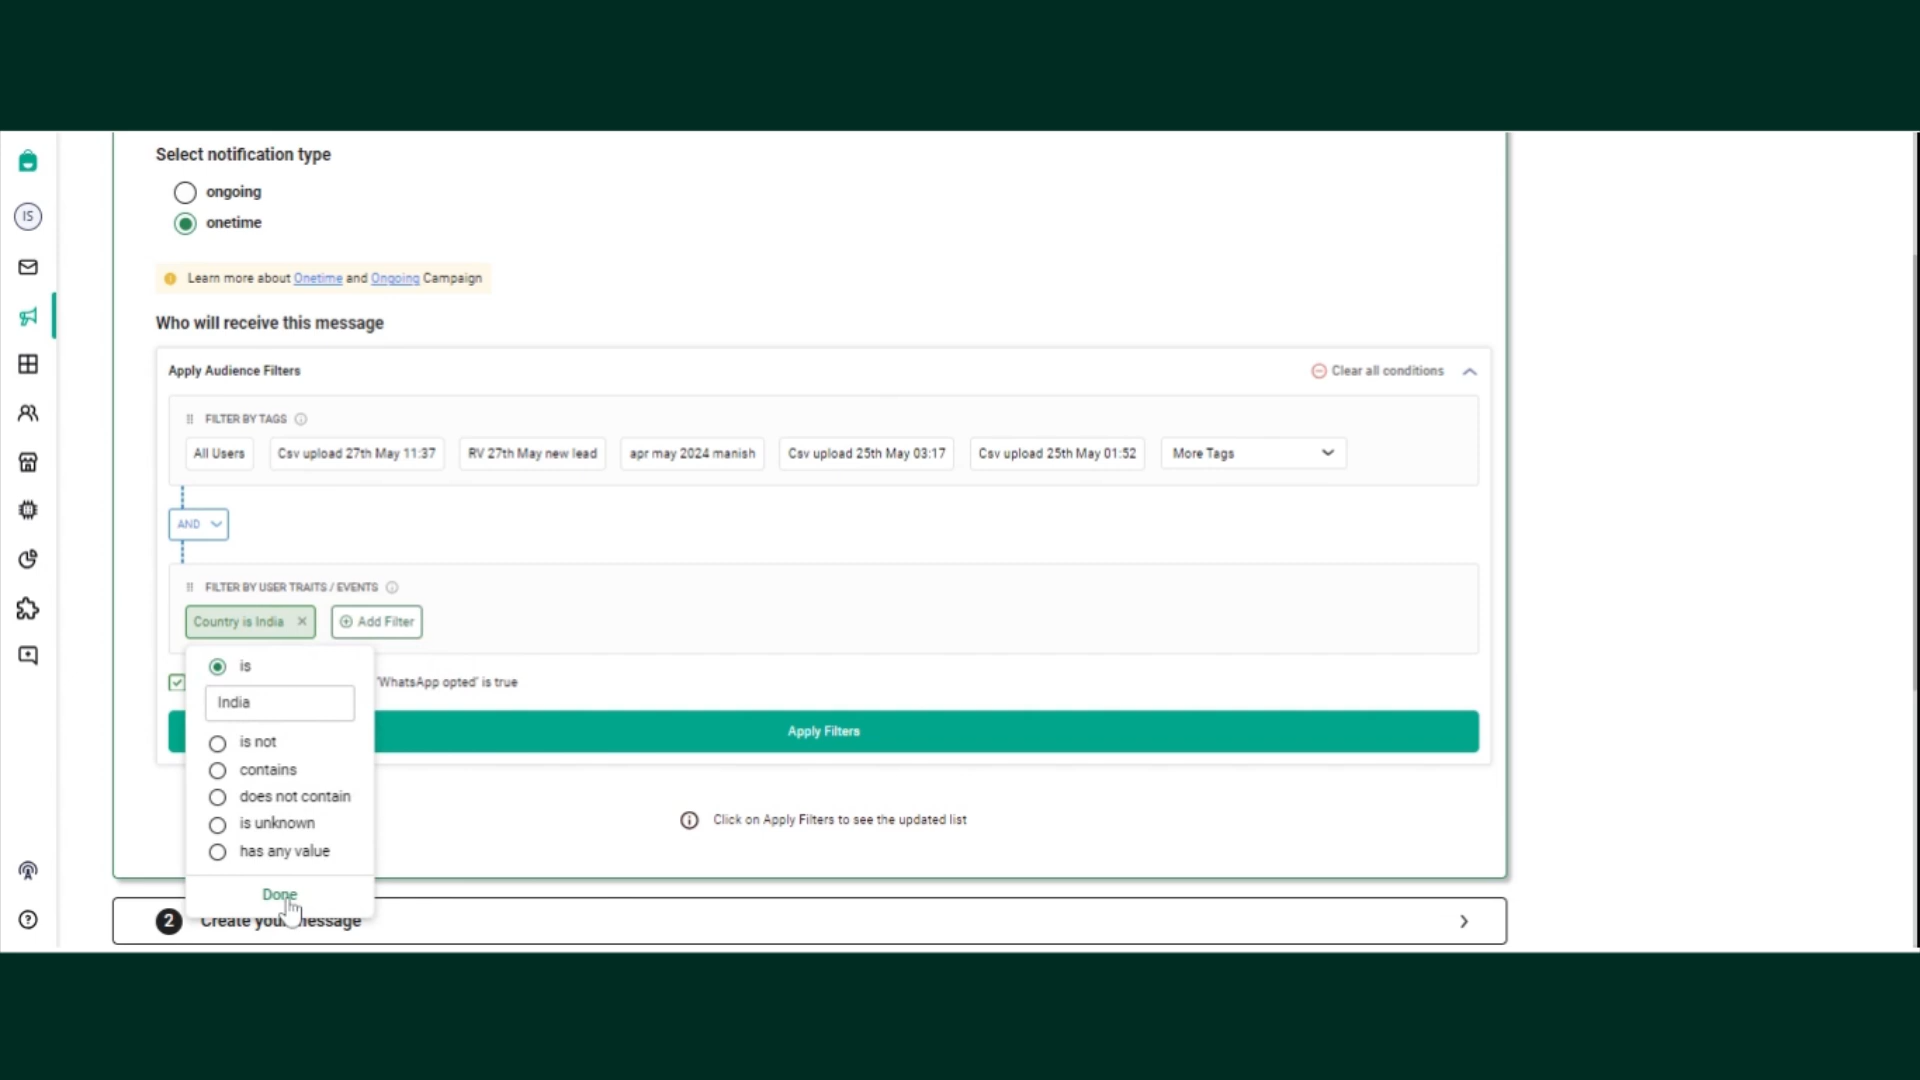 Select notification type
ongoing
onetime
Learn more about Onetime and Ongoing Campaign
Who will receive this message
Apply Audience Filters
Clear all conditions
FILTER BY TAGS
All Users Csv upload 27th May 11:37 RV 27th May new lead apr may 2024 manish Csv upload 25th May 03:17 Csv upload 25th May 01:52 More Tags
AND
FILTER BY USER TRAITS / EVENTS
Country is India × Add Filter
is
'WhatsApp opted' is true
India
Apply Filters
is not
contains
does not contain
is unknown
has any value
Click on Apply Filters to see the updated list
Done
2 Create your message
IS